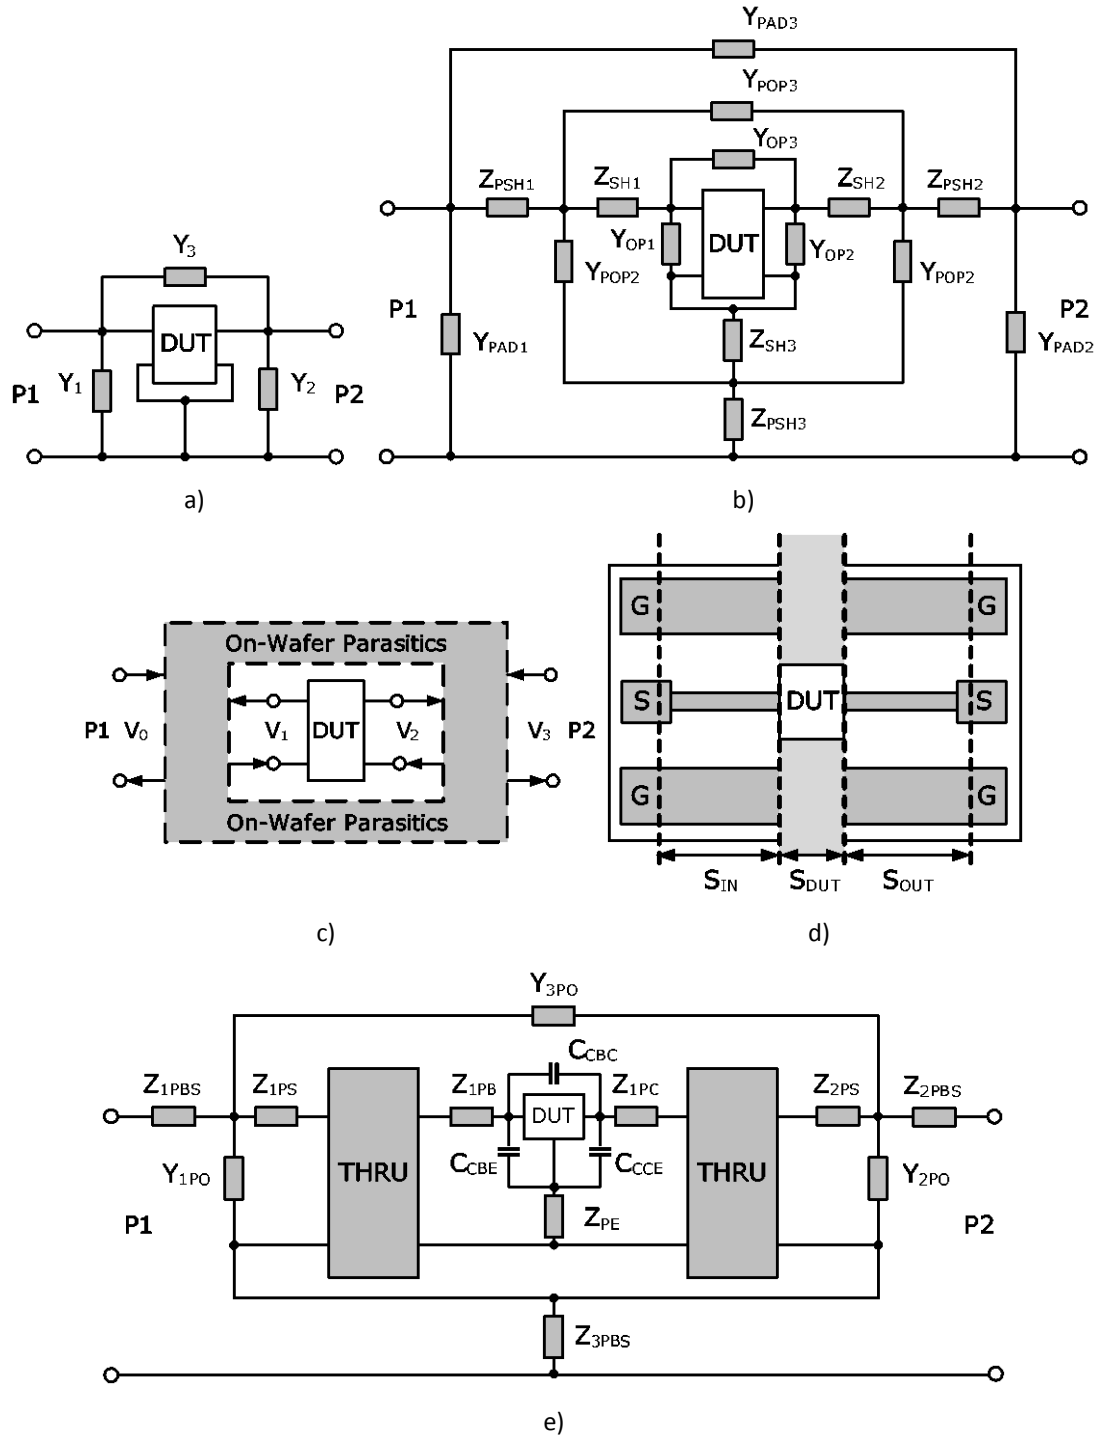 Y3
DUT
P1 Y1 Y2 P2
a)
YPAD3
YPOP3
YOP3
ZPSH1 ZSH1 ZSH2 ZPSH2
YOP1 DUT YOP2
YPOP2 YPOP2
P1 P2
YPAD1 ZSH3 YPAD2
ZPSH3
b)
On-Wafer Parasitics
P1 V0 V1 DUT V2 V3 P2
On-Wafer Parasitics
c)
G G
S DUT S
G G
SIN SDUT SOUT
d)
Y3PO
CCBC
Z1PBS Z1PS Z1PB Z1PC Z2PS Z2PBS
DUT
Y1PO THRU CCBE CCCE THRU Y2PO
P1 ZPE P2
Z3PBS
e)